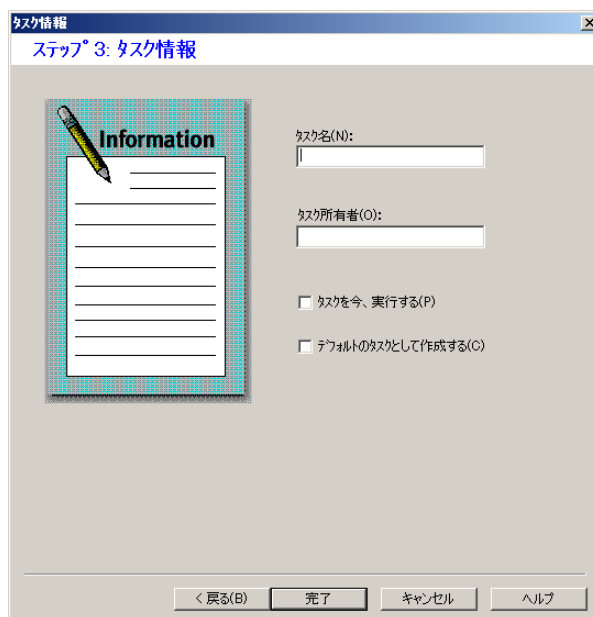 タスク情報
ステップ 3: タスク情報
Information
タスク名(N):
タスク所有者(O):
タスクを今、実行する(P)
デフォルトのタスクとして作成する(C)
< 戻る(B)
完了
キャンセル
ヘルプ